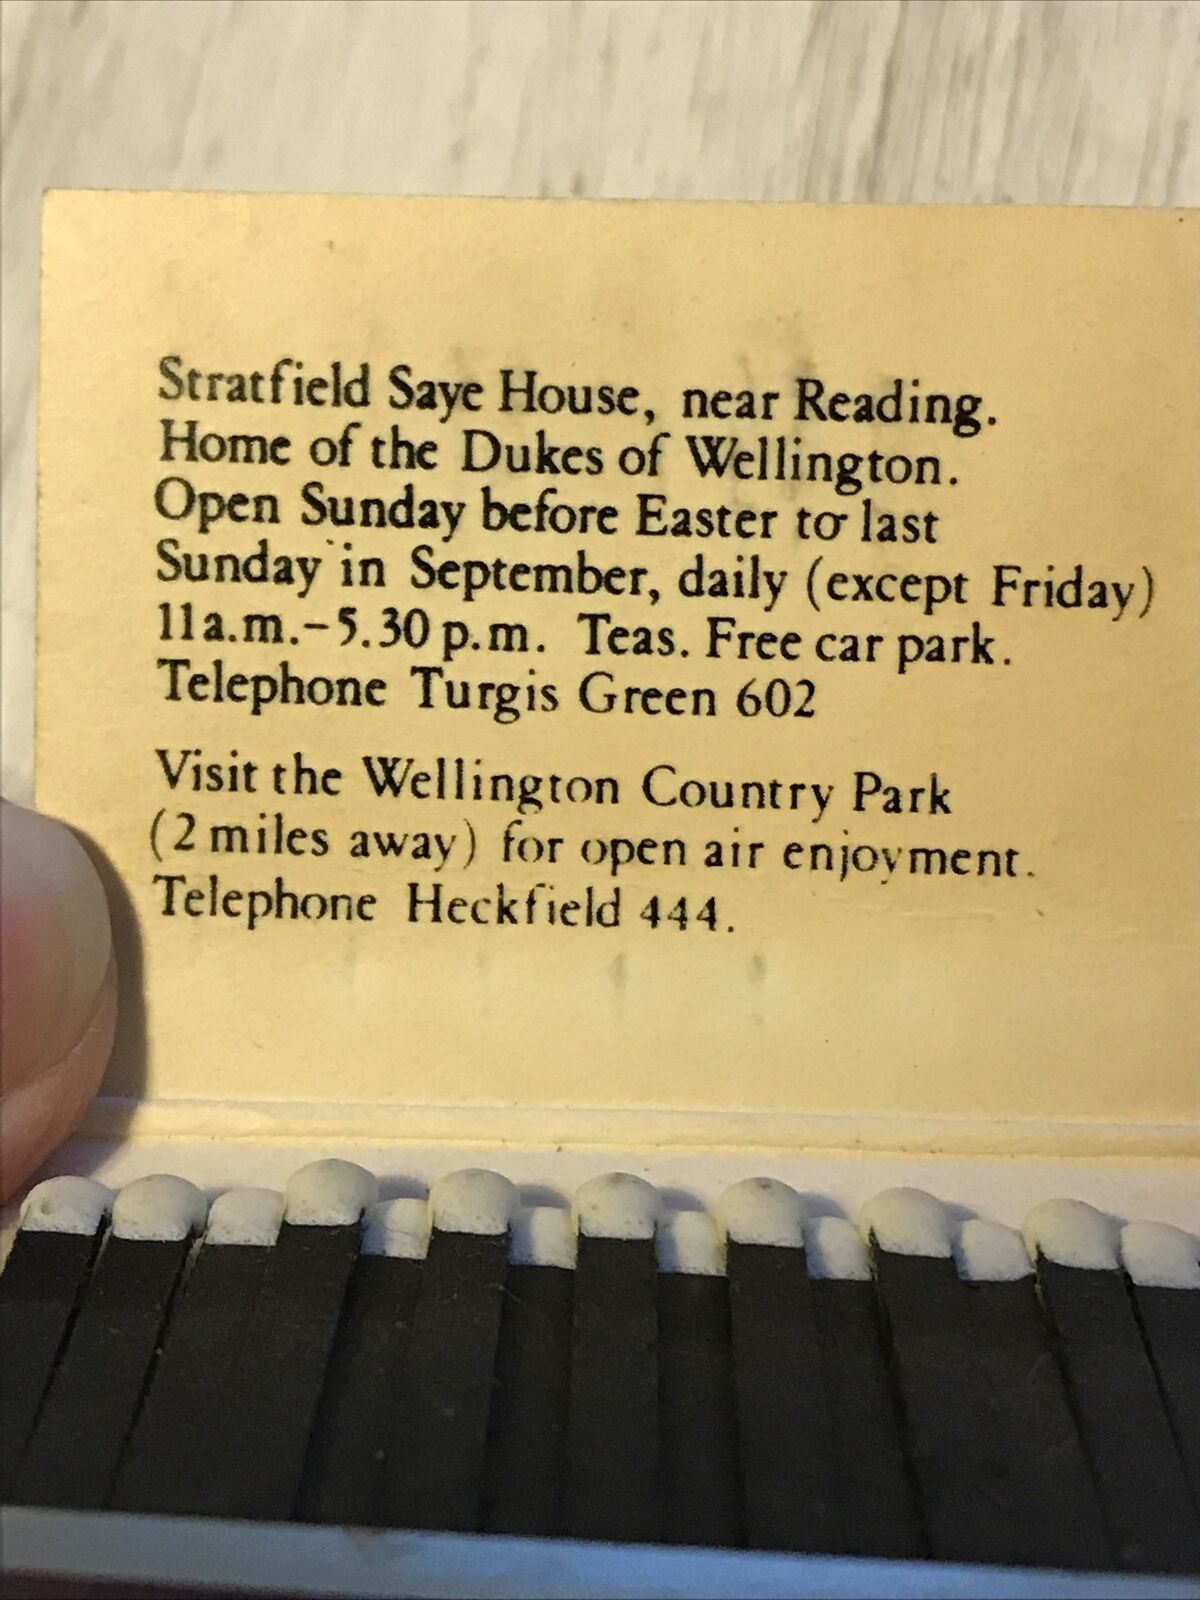 Stratfield Saye House, near Reading.
Home of the Dukes of Wellington.
Open Sunday before Easter to last
Sunday in September, daily (except Friday)
11a.m.–5.30p.m. Teas. Free car park.
Telephone Turgis Green 602
Visit the Wellington Country Park
(2 miles away) for open air enjoyment.
Telephone Heckfield 444.